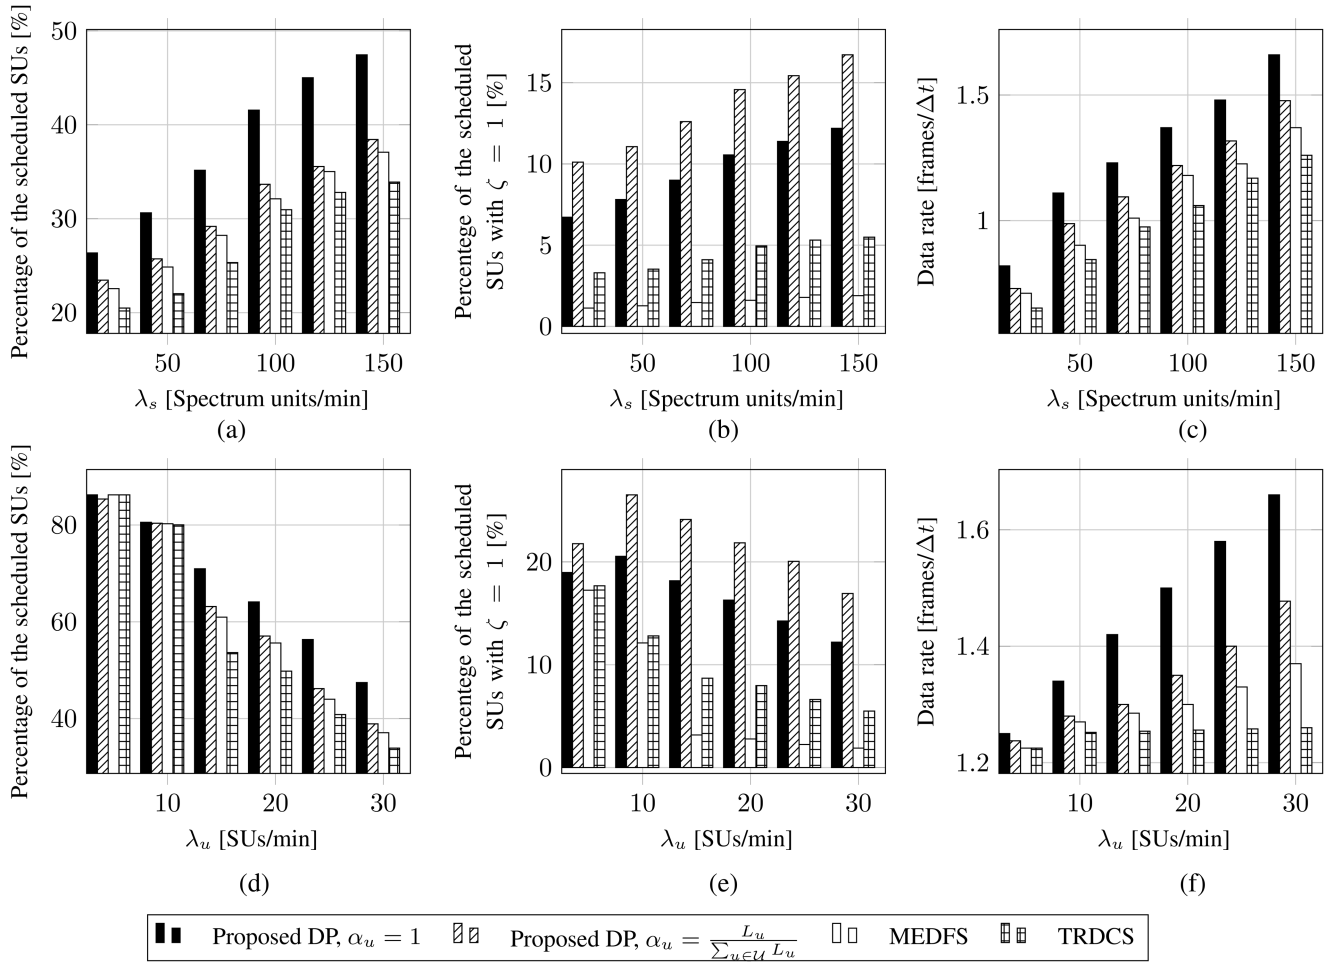 Percentage of the scheduled SUs [%]
50
40
30
20
50
100
150
λ_s [Spectrum units/min]
(a)
Percentege of the scheduled
SUs with ζ = 1 [%]
15
10
5
0
50
100
150
λ_s [Spectrum units/min]
(b)
Data rate [frames/Δt]
1.5
1
50
100
150
λ_s [Spectrum units/min]
(c)
Percentage of the scheduled SUs [%]
80
60
40
10
20
30
λ_u [SUs/min]
(d)
Percentege of the scheduled
SUs with ζ = 1 [%]
20
10
0
10
20
30
λ_u [SUs/min]
(e)
Data rate [frames/Δt]
1.6
1.4
1.2
10
20
30
λ_u [SUs/min]
(f)
Proposed DP, α_u = 1
Proposed DP, α_u = L_u / ∑_{u∈𝒰} L_u
MEDFS
TRDCS